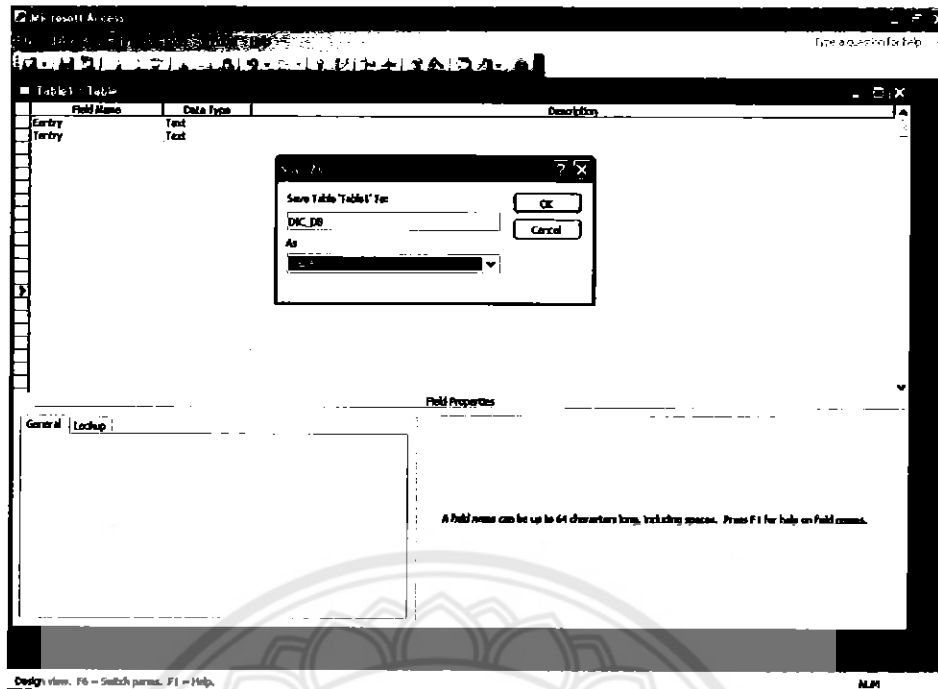 Microsoft Access
Type a question for help
Table1 : Table
Field Name Data Type Description
Eentry Text
Tentry Text
Save As
Save Table 'Table1' To:
OK
DIC_DB
Cancel
As
Field Properties
General Lookup
A field name can be up to 64 characters long, including spaces. Press F1 for help on field names.
Design view. F6 = Switch panes. F1 = Help.
NUM